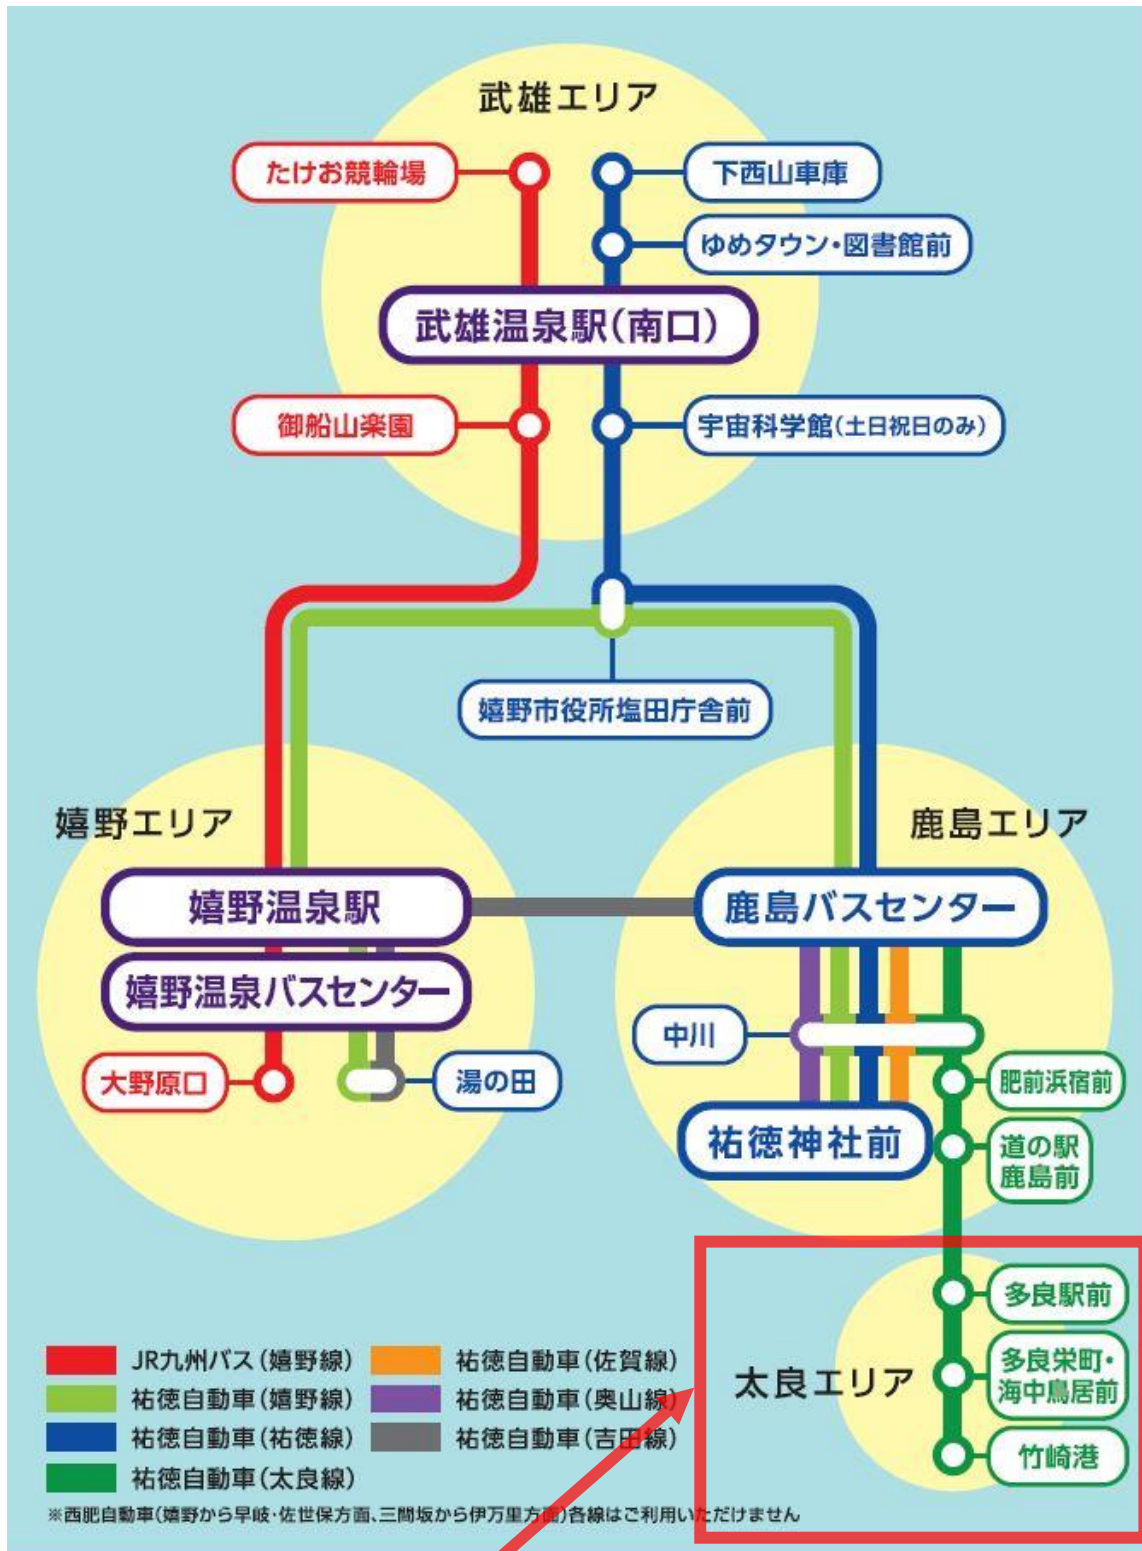 武雄エリア
たけお競輪場
下西山車庫
ゆめタウン・図書館前
武雄温泉駅(南口)
御船山楽園
宇宙科学館(土日祝日のみ)
嬉野市役所塩田庁舎前
嬉野エリア
鹿島エリア
嬉野温泉駅
鹿島バスセンター
嬉野温泉バスセンター
中川
大野原口
湯の田
肥前浜宿前
祐徳神社前
道の駅
鹿島前
多良駅前
太良エリア
多良栄町・
海中鳥居前
竹崎港
JR九州バス(嬉野線)
祐徳自動車(佐賀線)
祐徳自動車(嬉野線)
祐徳自動車(奥山線)
祐徳自動車(祐徳線)
祐徳自動車(吉田線)
祐徳自動車(太良線)
※西肥自動車(嬉野から早岐・佐世保方面、三間坂から伊万里方面)各線はご利用いただけません